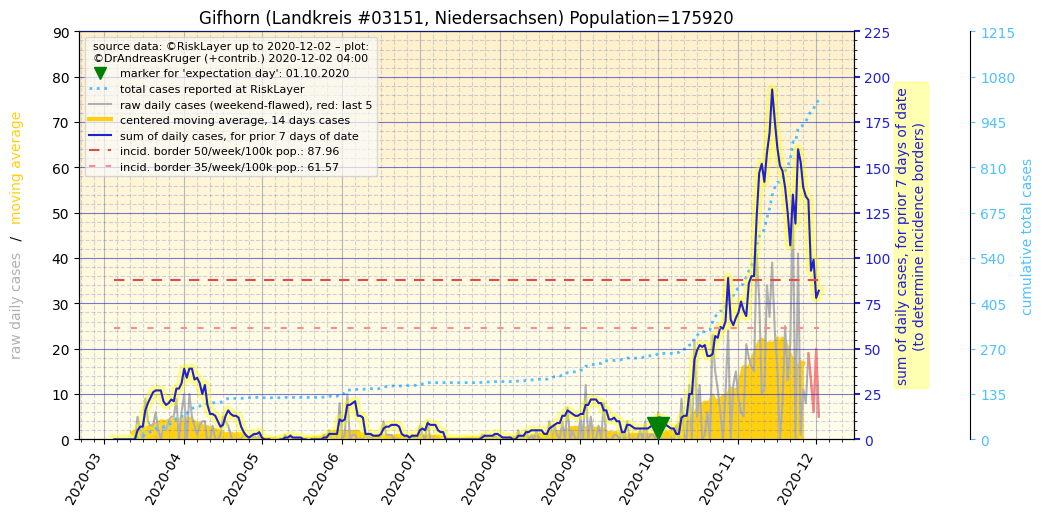 Gifhorn (Landkreis #03151, Niedersachsen) Population=175920
source data: ©RiskLayer up to 2020-12-02 – plot:
©DrAndreasKruger (+contrib.) 2020-12-02 04:00
marker for 'expectation day': 01.10.2020
total cases reported at RiskLayer
raw daily cases (weekend-flawed), red: last 5
centered moving average, 14 days cases
sum of daily cases, for prior 7 days of date
incid. border 50/week/100k pop.: 87.96
incid. border 35/week/100k pop.: 61.57
raw daily cases / moving average
90
80
70
60
50
40
30
20
10
0
225
200
175
150
125
100
75
50
25
0
sum of daily cases, for prior 7 days of date
(to determine incidence borders)
1215
1080
945
810
675
540
405
270
135
0
cumulative total cases
2020-03
2020-04
2020-05
2020-06
2020-07
2020-08
2020-09
2020-10
2020-11
2020-12